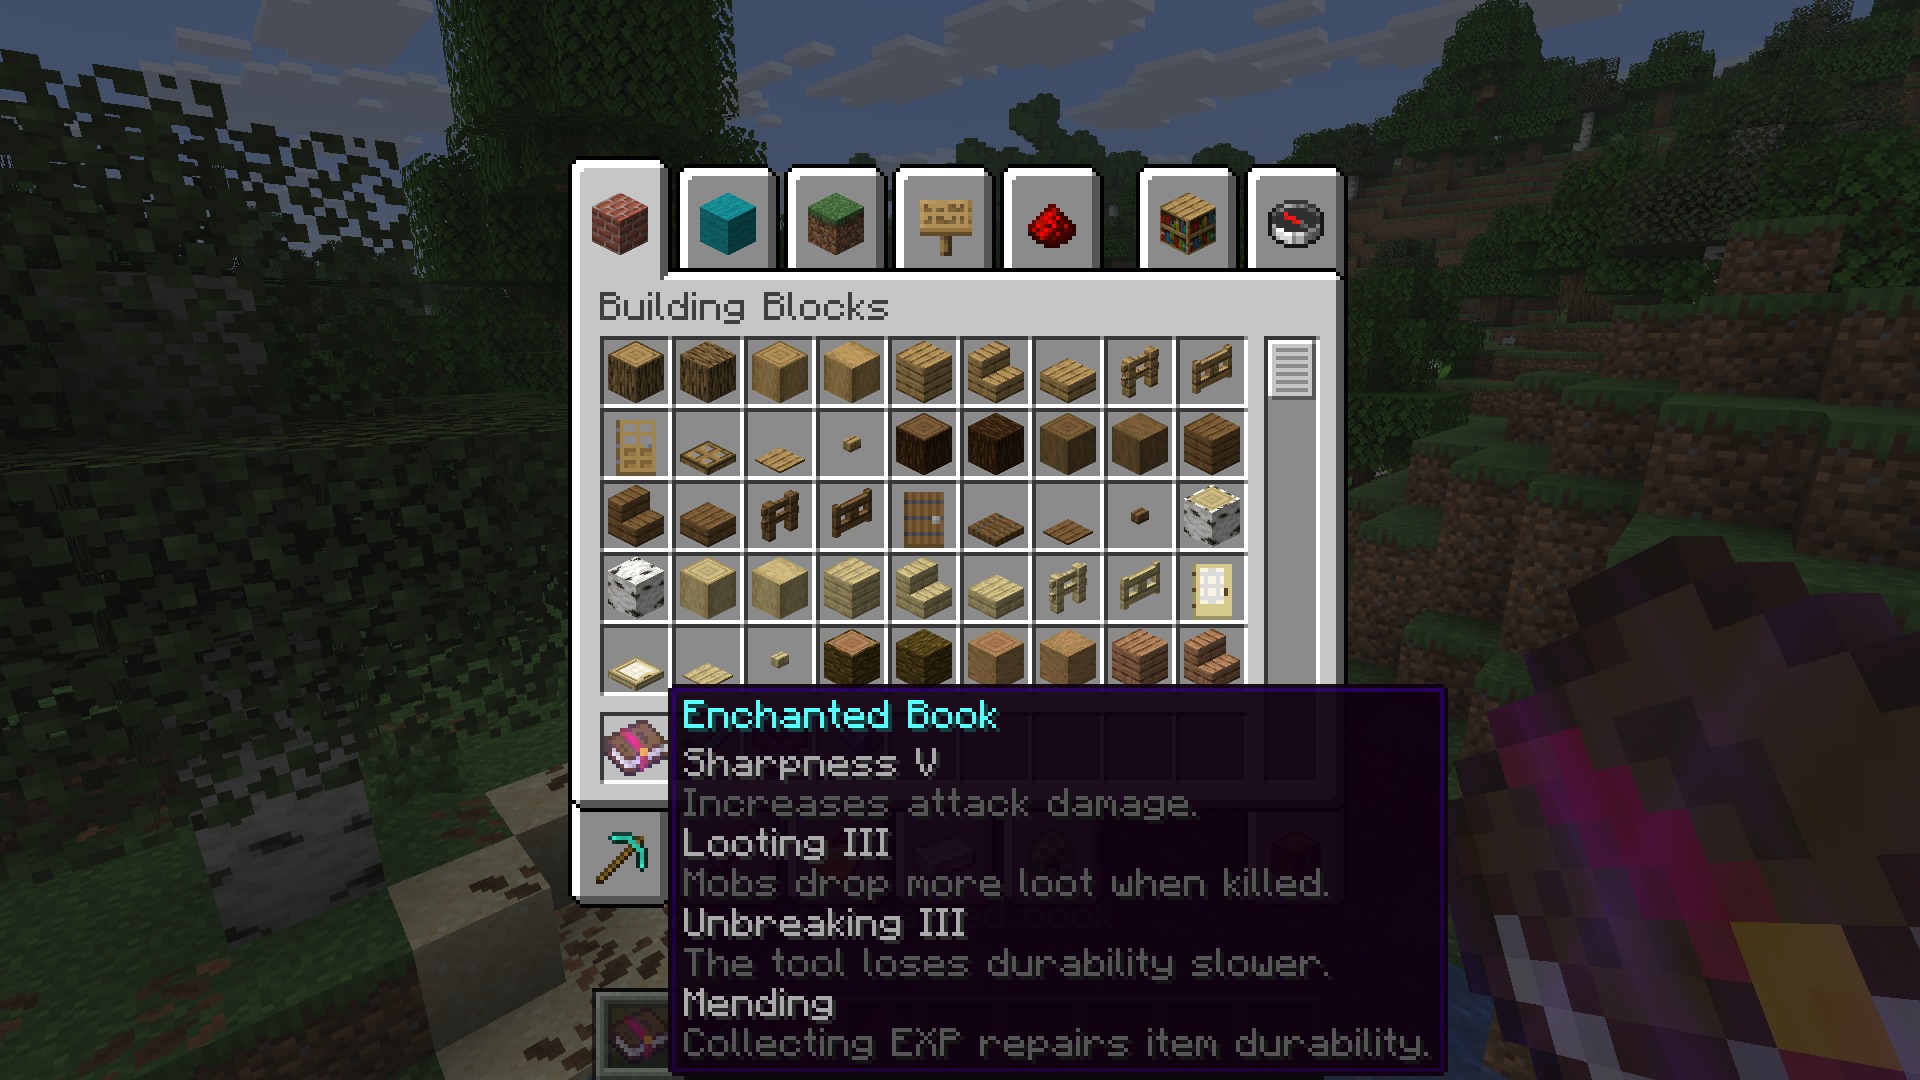 Building Blocks
Enchanted Book
Sharpness V
Increases attack damage.
Looting III
Mobs drop more loot when killed.
Unbreaking III
The tool loses durability slower.
Mending
Collecting EXP repairs item durability.